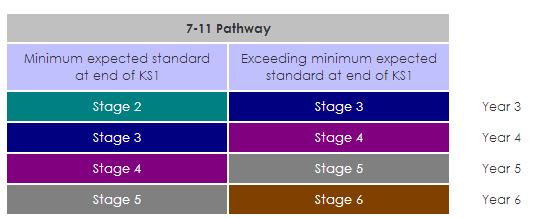 7-11 Pathway
Minimum expected standard
at end of KS1
Exceeding minimum expected
standard at end of KS1
Stage 2 Stage 3 Year 3
Stage 3 Stage 4 Year 4
Stage 4 Stage 5 Year 5
Stage 5 Stage 6 Year 6